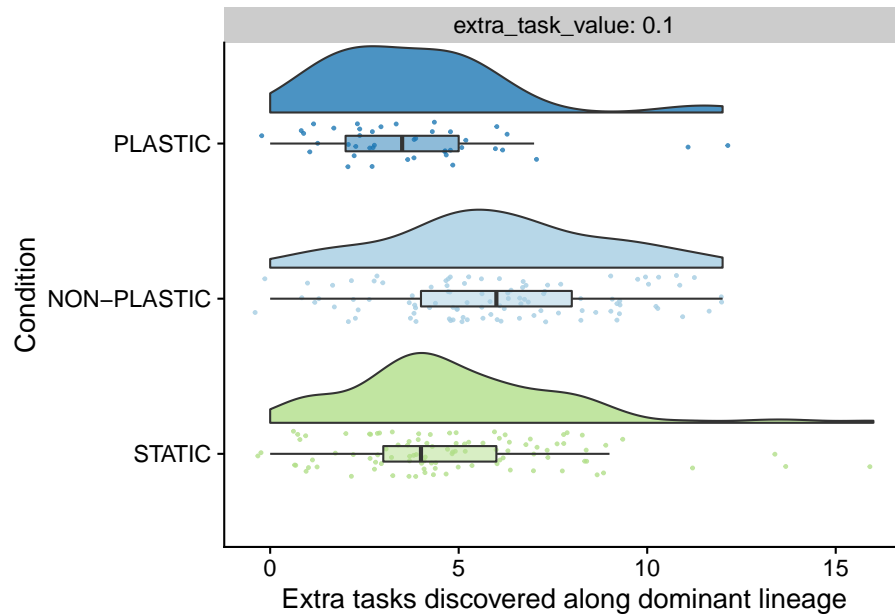 extra_task_value: 0.1
PLASTIC
NON−PLASTIC
STATIC
Condition
0 5 10 15
Extra tasks discovered along dominant lineage